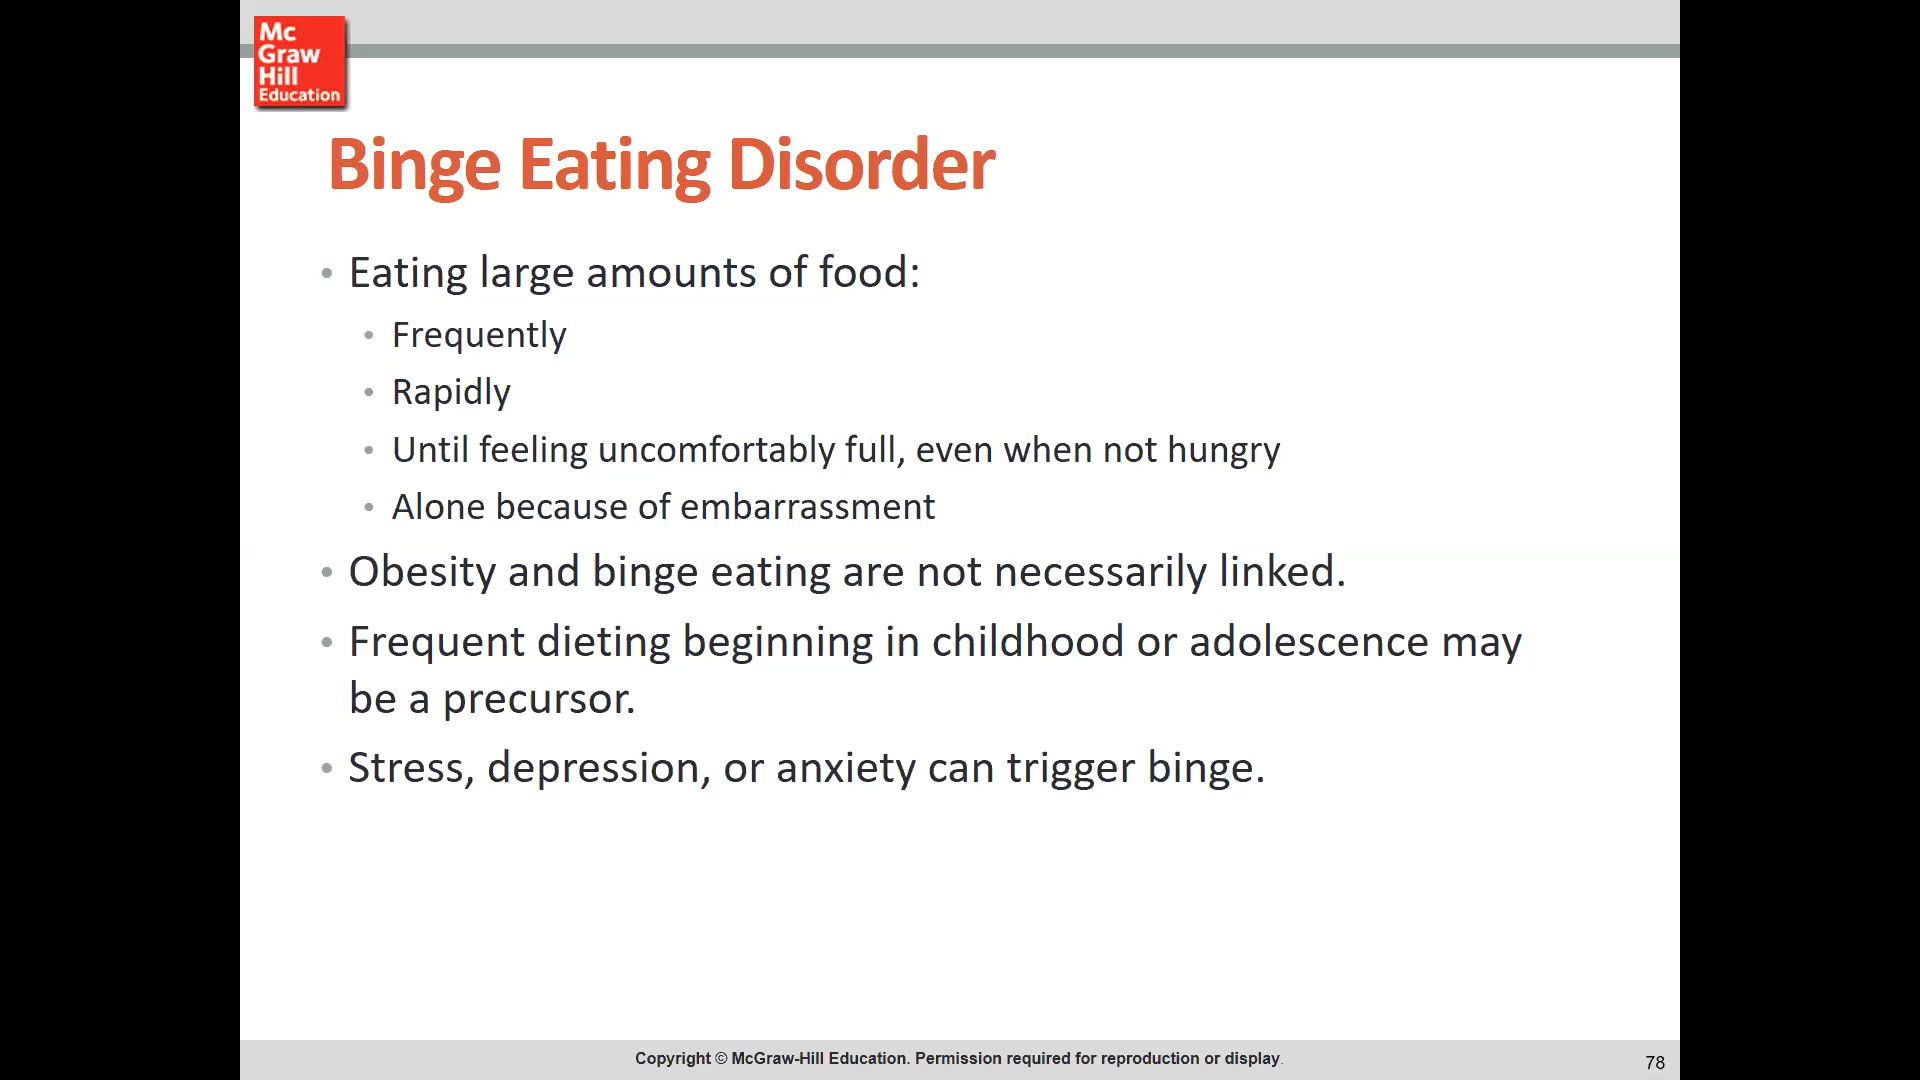 Mc
Graw
Hill
Education
Binge Eating Disorder
• Eating large amounts of food:
• Frequently
• Rapidly
• Until feeling uncomfortably full, even when not hungry
• Alone because of embarrassment
• Obesity and binge eating are not necessarily linked.
• Frequent dieting beginning in childhood or adolescence may
be a precursor.
• Stress, depression, or anxiety can trigger binge.
Copyright © McGraw-Hill Education. Permission required for reproduction or display.
78